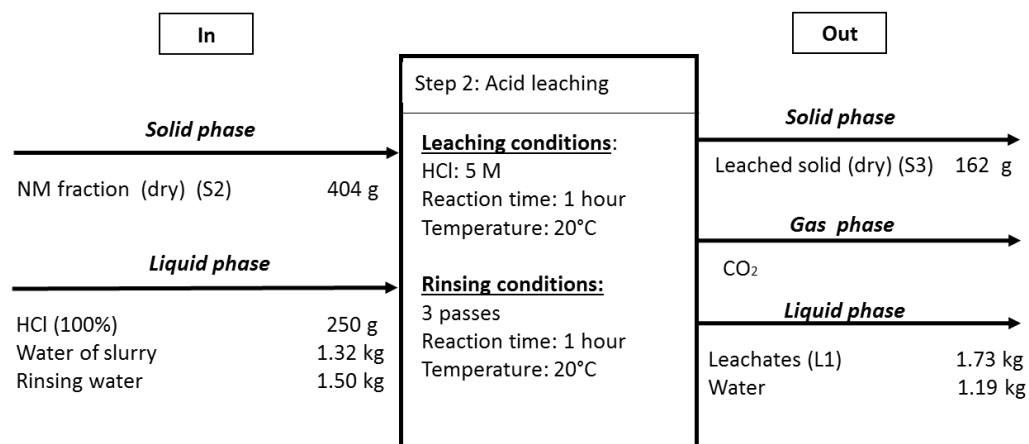 In
Solid phase
NM fraction (dry) (S2) 404 g
Liquid phase
HCl (100%) 250 g
Water of slurry 1.32 kg
Rinsing water 1.50 kg
Step 2: Acid leaching
Leaching conditions:
HCl: 5 M
Reaction time: 1 hour
Temperature: 20°C
Rinsing conditions:
3 passes
Reaction time: 1 hour
Temperature: 20°C
Out
Solid phase
Leached solid (dry) (S3) 162 g
Gas phase
CO₂
Liquid phase
Leachates (L1) 1.73 kg
Water 1.19 kg